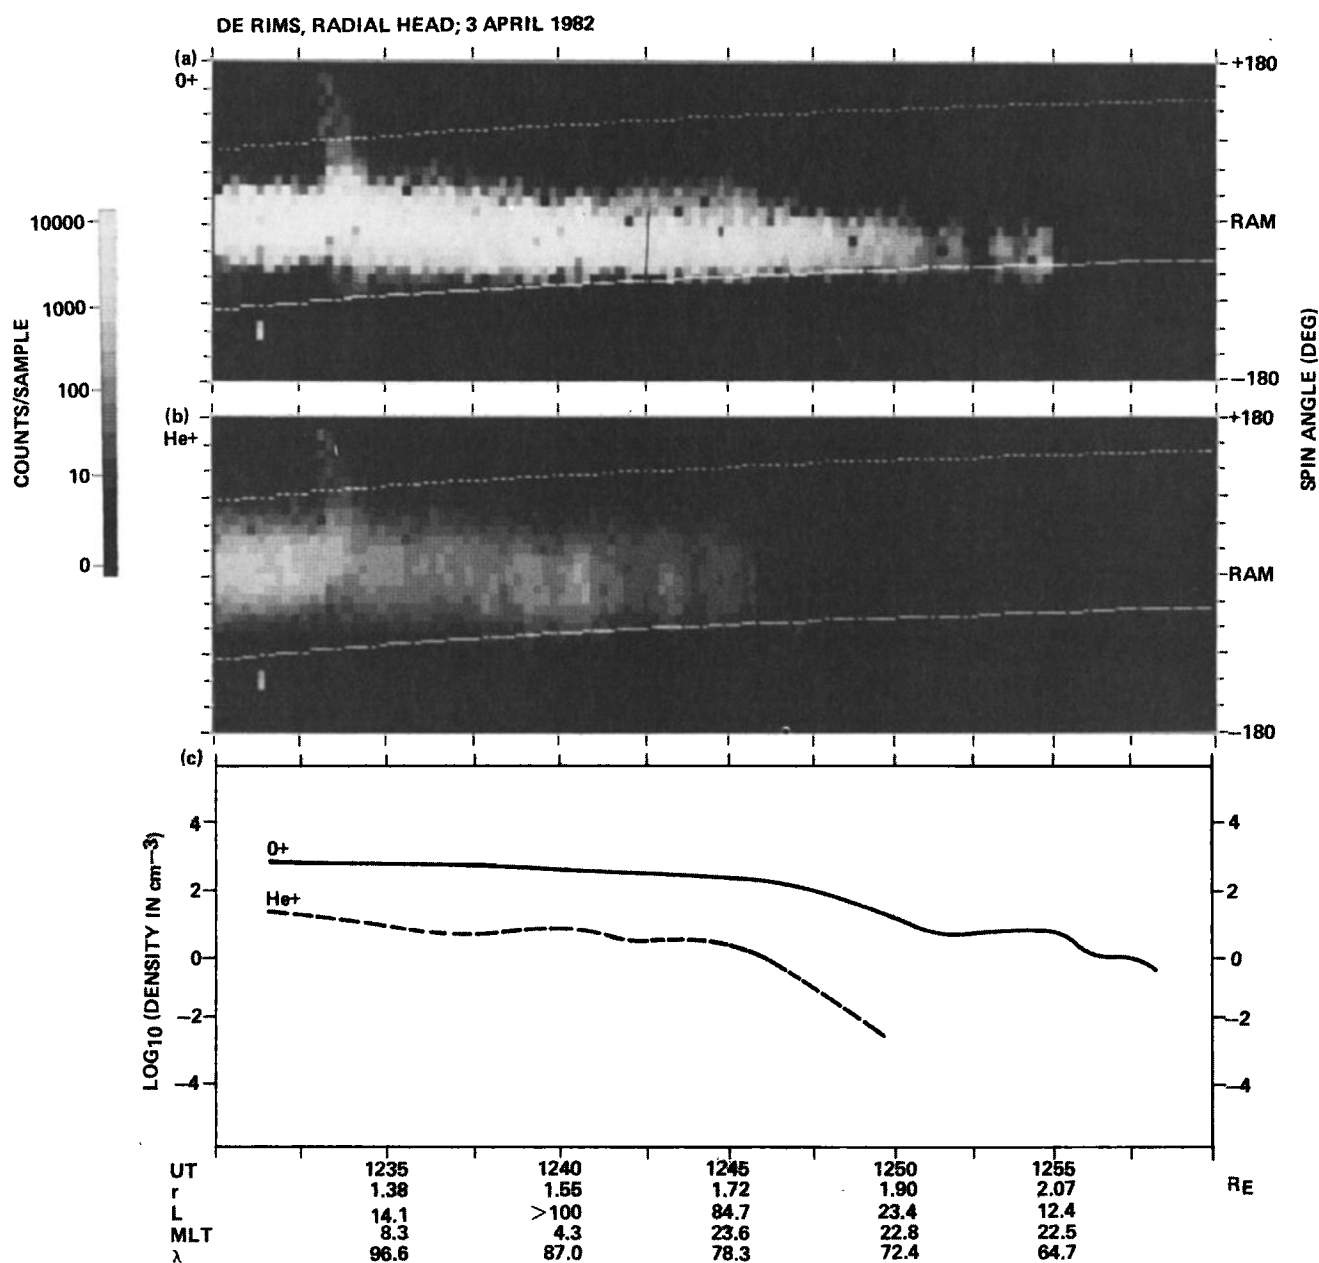 DE RIMS, RADIAL HEAD; 3 APRIL 1982
(a)
O+
+180
RAM
-180
10000
1000
100
10
0
COUNTS/SAMPLE
SPIN ANGLE (DEG)
(b)
He+
+180
RAM
-180
(c)
4
2
0
-2
-4
LOG10 (DENSITY IN cm-3)
O+
He+
4
2
0
-2
-4
UT 1235 1240 1245 1250 1255
r 1.38 1.55 1.72 1.90 2.07 RE
L 14.1 >100 84.7 23.4 12.4
MLT 8.3 4.3 23.6 22.8 22.5
λ 96.6 87.0 78.3 72.4 64.7